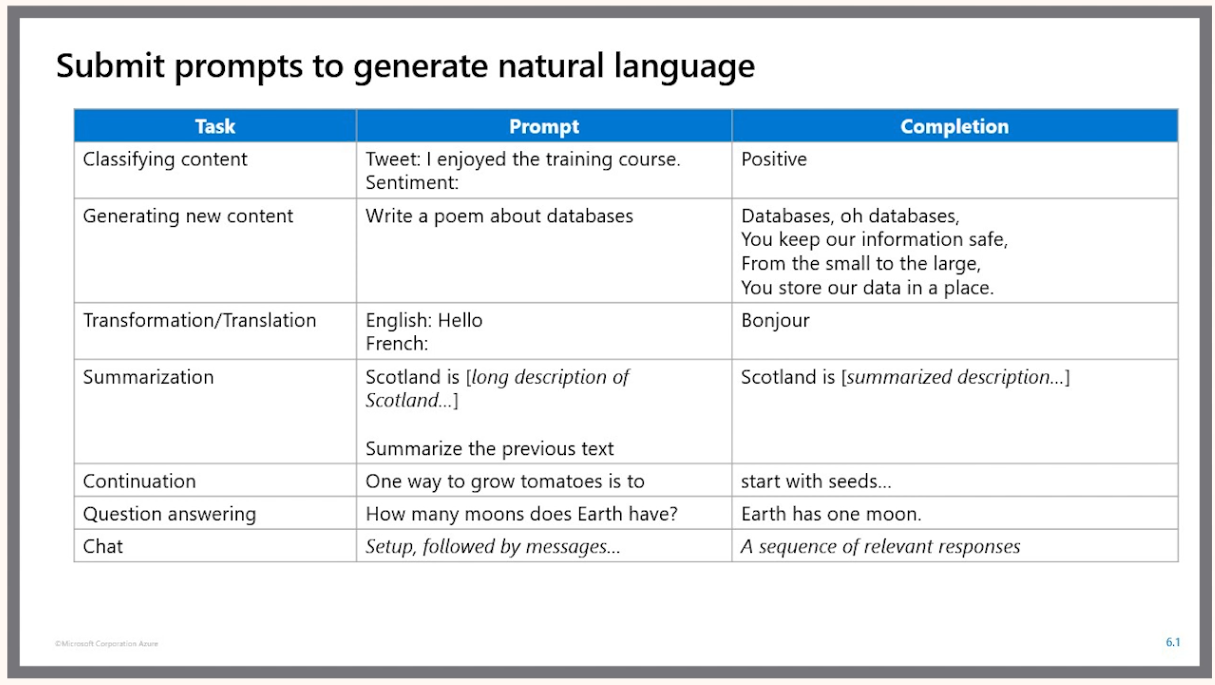 Submit prompts to generate natural language
Task Prompt Completion
Classifying content Tweet: I enjoyed the training course. Positive
Sentiment:
Generating new content Write a poem about databases Databases, oh databases,
You keep our information safe,
From the small to the large,
You store our data in a place.
Transformation/Translation English: Hello Bonjour
French:
Summarization Scotland is [long description of Scotland is [summarized description...]
Scotland...]
Summarize the previous text
Continuation One way to grow tomatoes is to start with seeds...
Question answering How many moons does Earth have? Earth has one moon.
Chat Setup, followed by messages... A sequence of relevant responses
©Microsoft Corporation Azure 6.1